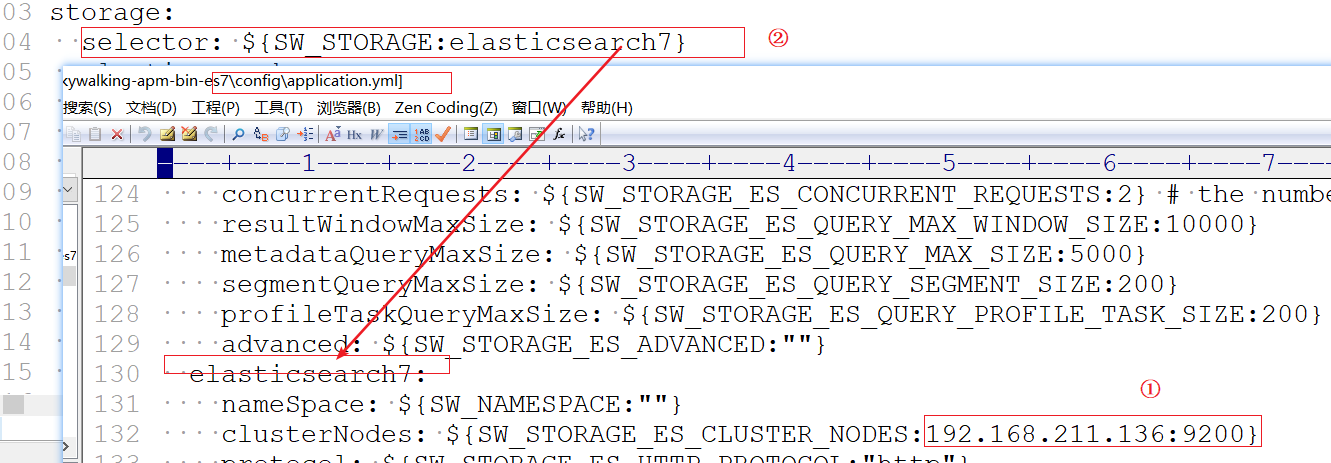 03 storage:
04 selector: ${SW_STORAGE:elasticsearch7} ②
05
xywalking-apm-bin-es7\config\application.yml]
06
搜索(S) 文档(D) 工程(P) 工具(T) 浏览器(B) Zen Coding(Z) 窗口(W) 帮助(H)
07
08
1 2 3 4 5 6 7
09 124 concurrentRequests: ${SW_STORAGE_ES_CONCURRENT_REQUESTS:2} # the numbe
10 125 resultWindowMaxSize: ${SW_STORAGE_ES_QUERY_MAX_WINDOW_SIZE:10000}
11 es7 126 metadataQueryMaxSize: ${SW_STORAGE_ES_QUERY_MAX_SIZE:5000}
12 127 segmentQueryMaxSize: ${SW_STORAGE_ES_QUERY_SEGMENT_SIZE:200}
13 128 profileTaskQueryMaxSize: ${SW_STORAGE_ES_QUERY_PROFILE_TASK_SIZE:200}
14 129 advanced: ${SW_STORAGE_ES_ADVANCED:""}
15 130 elasticsearch7:
131 nameSpace: ${SW_NAMESPACE:""} ①
132 clusterNodes: ${SW_STORAGE_ES_CLUSTER_NODES:192.168.211.136:9200}
133 protocol: ${SW_STORAGE_ES_HTTP_PROTOCOL:"http"}